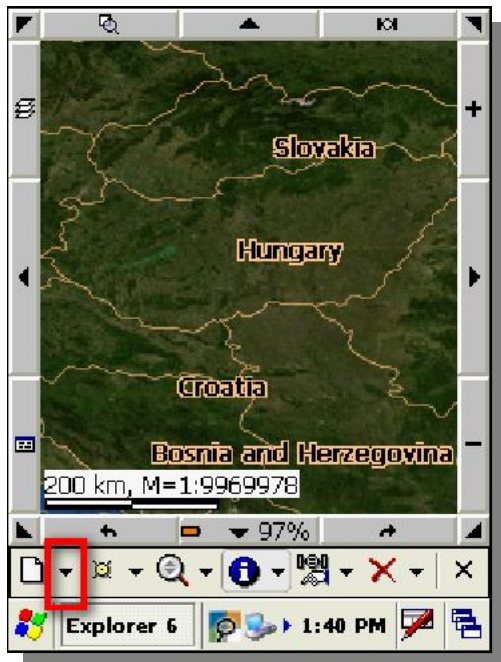 Slovakia
Hungary
Croatia
Bosnia and Herzegovina
200 km, M=1:9969978
97%
Explorer 6
1:40 PM